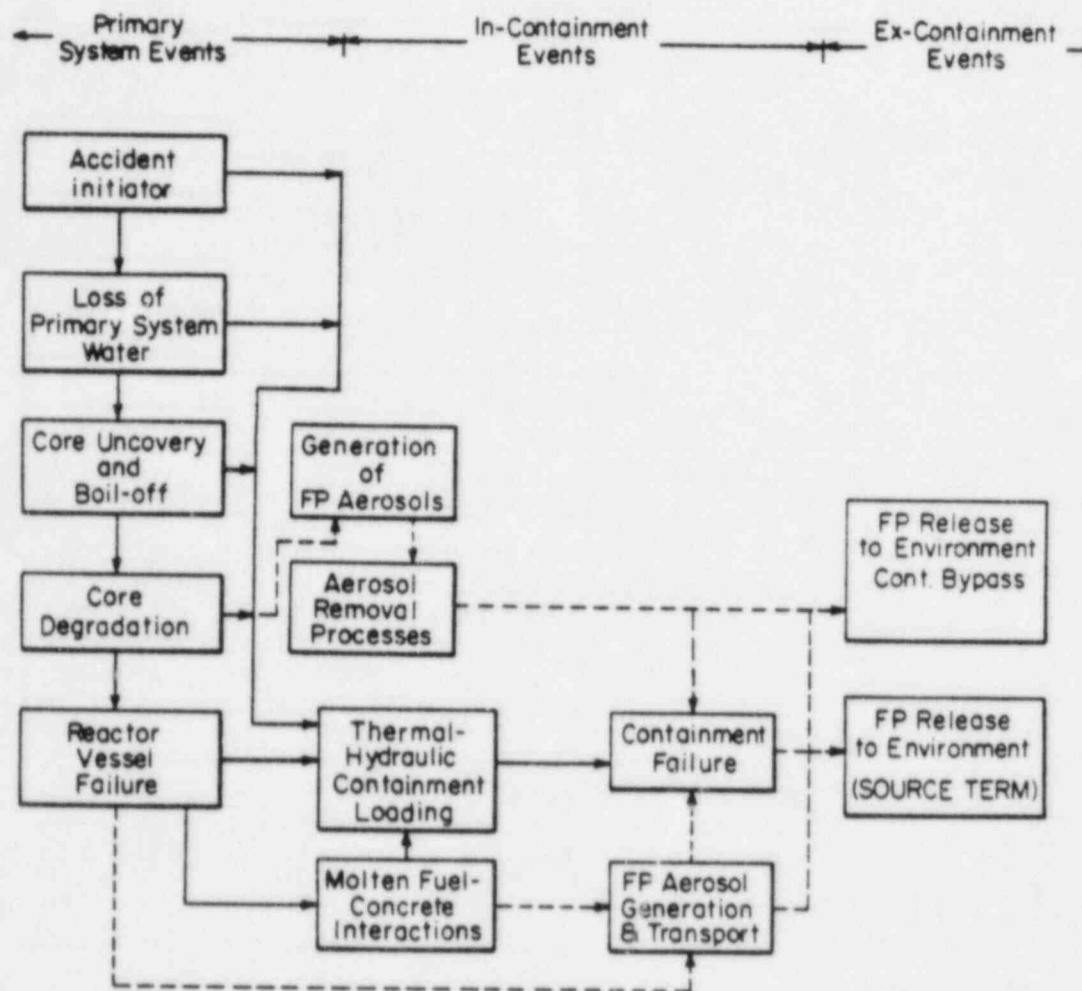 Primary
System Events
In-Containment
Events
Ex-Containment
Events
Accident
initiator
Loss of
Primary System
Water
Core Uncovery
and
Boil-off
Generation
of
FP Aerosols
FP Release
to Environment
Cont. Bypass
Core
Degradation
Aerosol
Removal
Processes
Reactor
Vessel
Failure
Thermal-
Hydraulic
Containment
Loading
Containment
Failure
FP Release
to Environment
(SOURCE TERM)
Molten Fuel-
Concrete
Interactions
FP Aerosol
Generation
& Transport